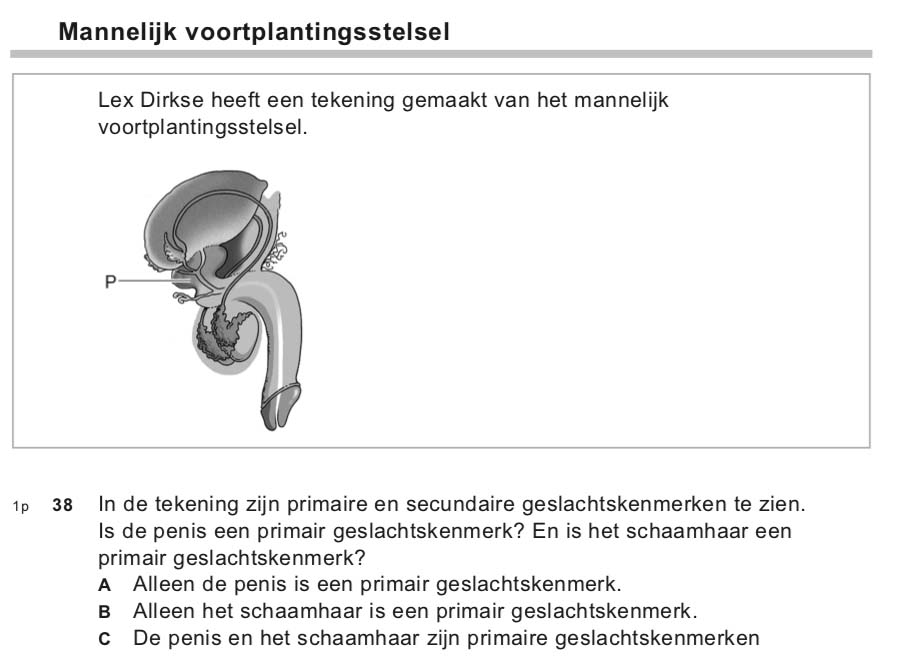 Mannelijk voortplantingsstelsel
Lex Dirkse heeft een tekening gemaakt van het mannelijk
voortplantingsstelsel.
P
1p 38 In de tekening zijn primaire en secundaire geslachtskenmerken te zien.
Is de penis een primair geslachtskenmerk? En is het schaamhaar een
primair geslachtskenmerk?
A Alleen de penis is een primair geslachtskenmerk.
B Alleen het schaamhaar is een primair geslachtskenmerk.
C De penis en het schaamhaar zijn primaire geslachtskenmerken